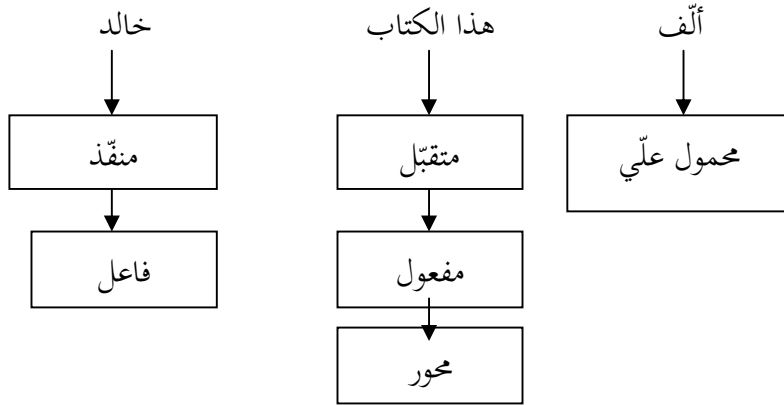 ألّف هذا الكتاب خالد
محمول علّي متقبّل منفّذ
مفعول فاعل
محور